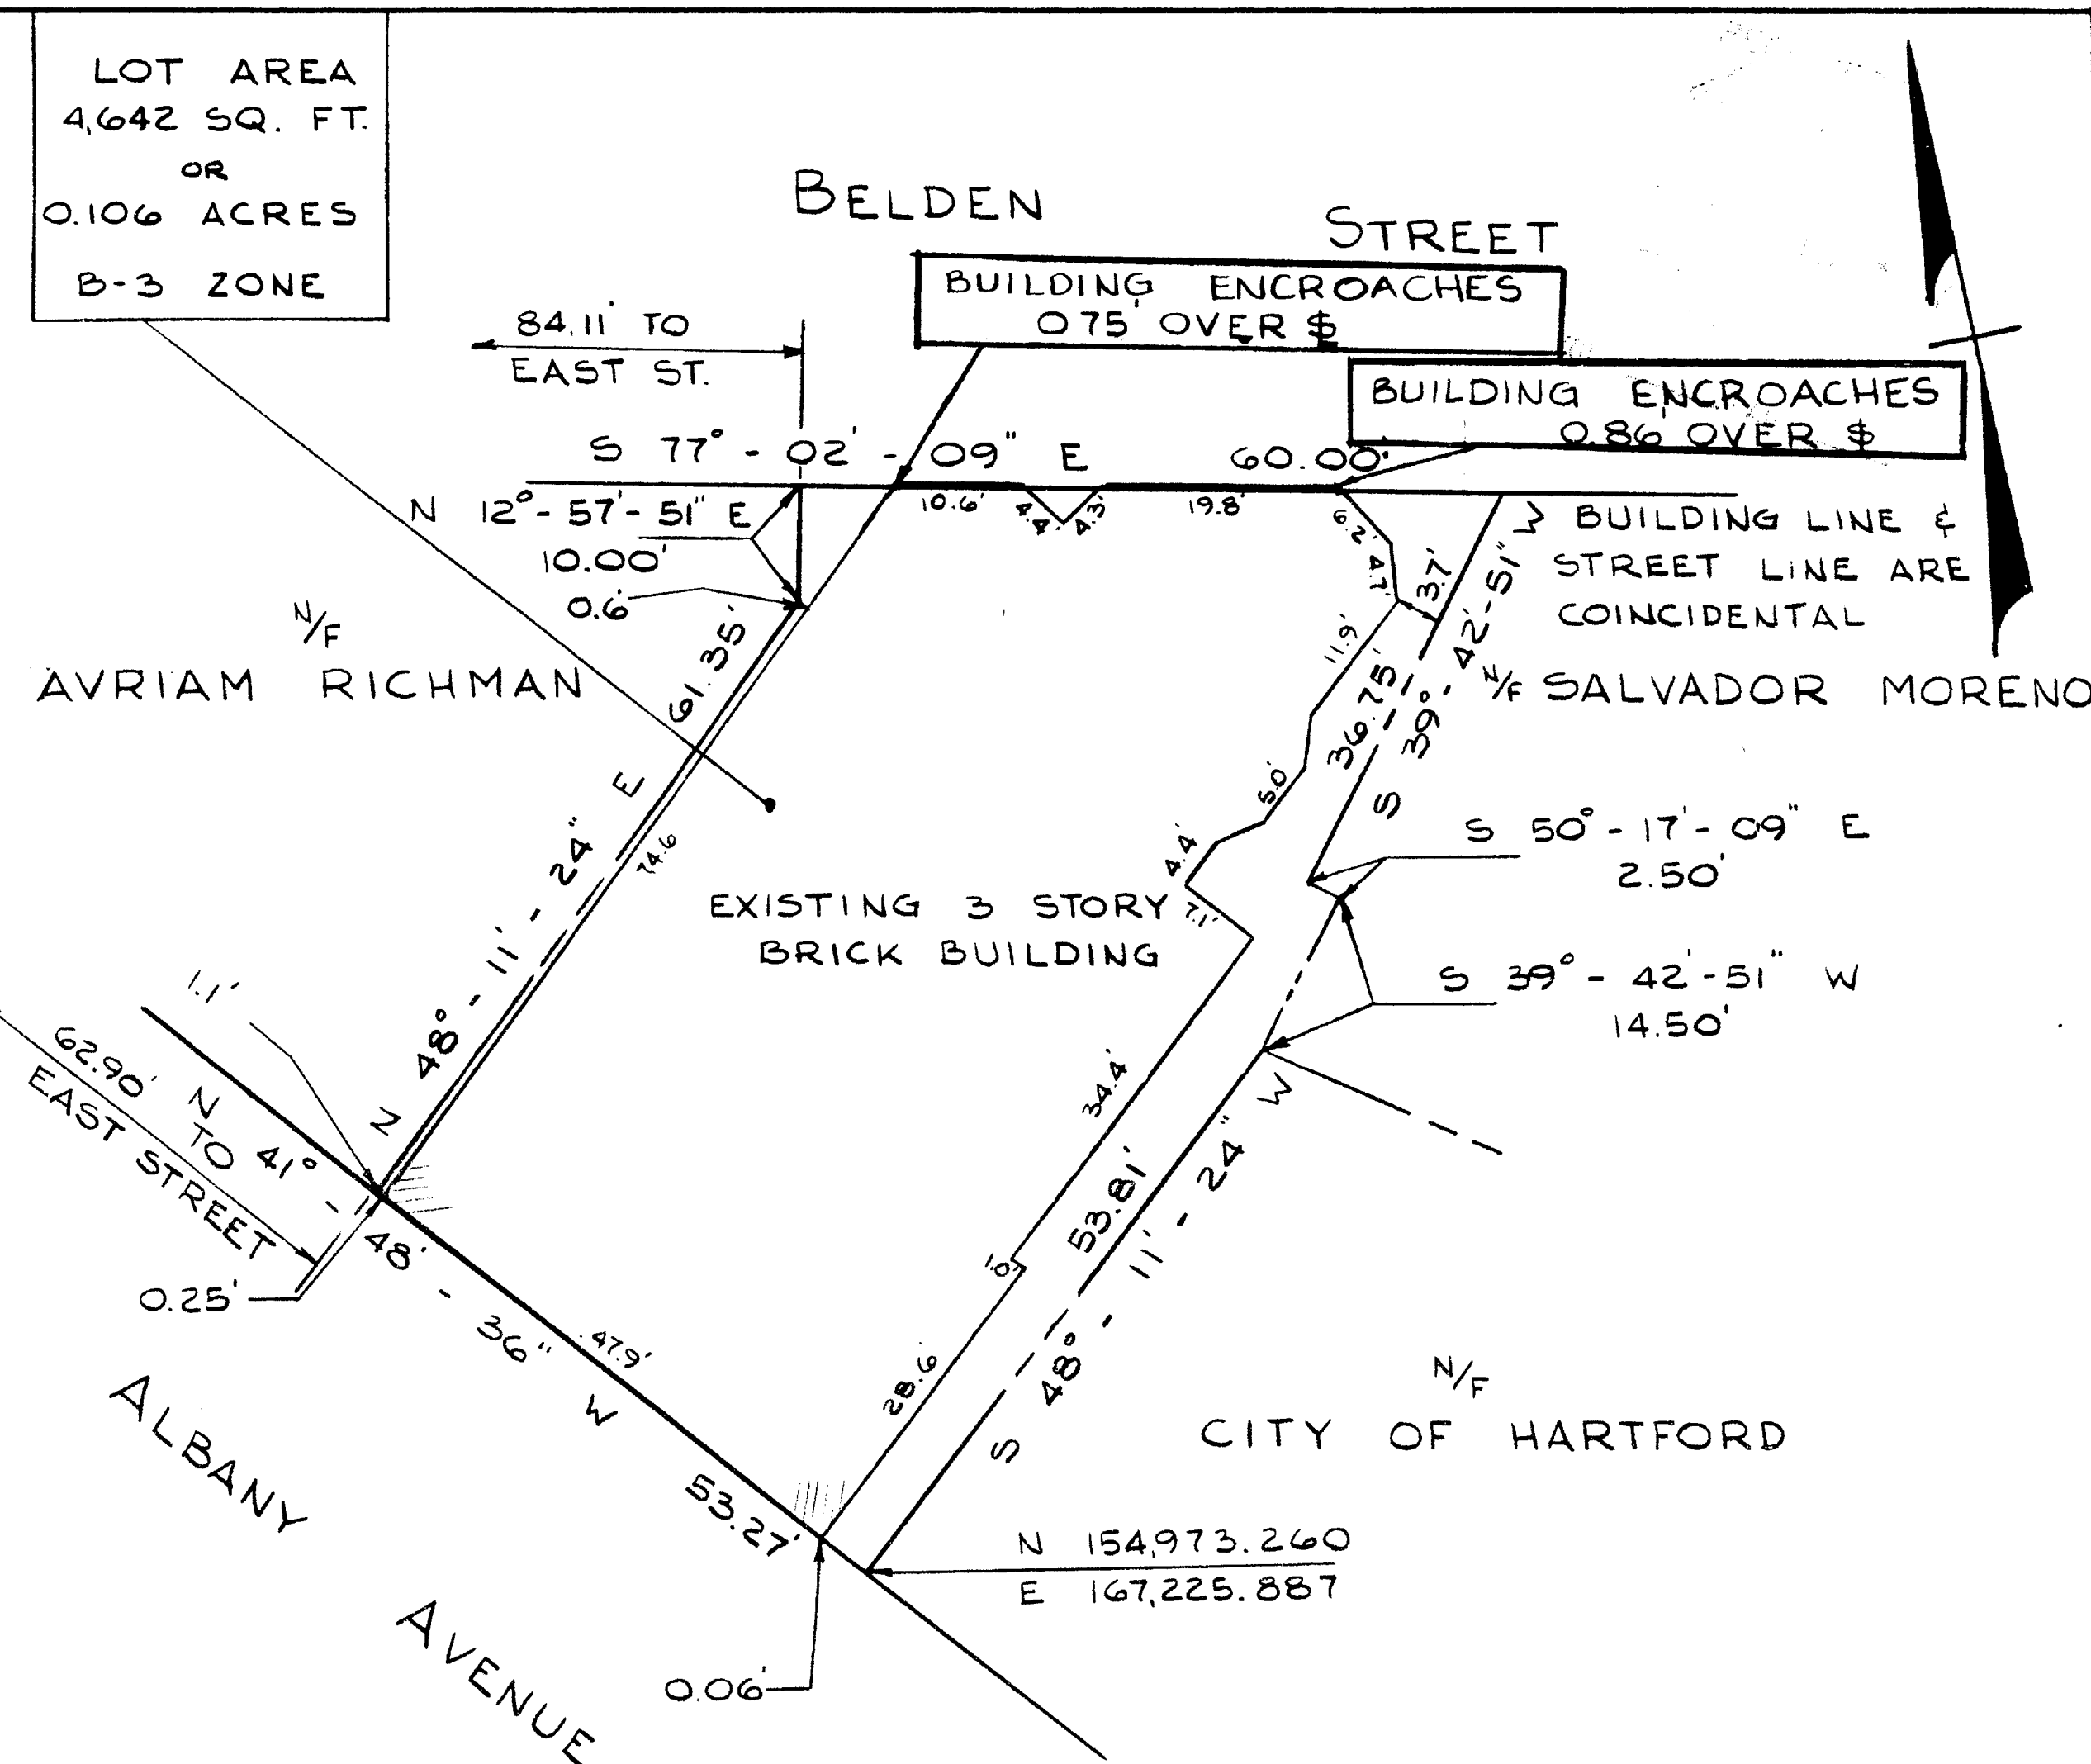 LOT AREA
4,642 SQ. FT.
OR
0.106 ACRES
B-3 ZONE
BELDEN STREET
BUILDING ENCROACHES
0 75' OVER $
84.11' TO
EAST ST.
BUILDING ENCROACHES
0.86 OVER $
S 77° - 02' - 09" E 60.00'
N 12° - 57' - 51" E
10.00'
0.6'
10.6'
4.4'
4.3'
19.8'
6.2'
4.7'
3.7'
BUILDING LINE &
STREET LINE ARE
COINCIDENTAL
N/F
AVRIAM RICHMAN
N/F SALVADOR MORENO
S 39° - 42' - 51" W
36.75'
11.9'
5.0'
4.4'
7.1'
S 50° - 17' - 09" E
2.50'
S 39° - 42' - 51" W
14.50'
N 48° - 11' - 24" E
61.35'
74.6
EXISTING 3 STORY
BRICK BUILDING
1.1'
62.90' TO
EAST STREET
0.25'
N 41° - 48' - 36" W
47.9'
53.27'
34.4'
1.0'
28.6'
53.81'
S 48° - 11' - 24" W
N/F
CITY OF HARTFORD
N 154,973.260
E 167,225.887
0.06'
ALBANY
AVENUE